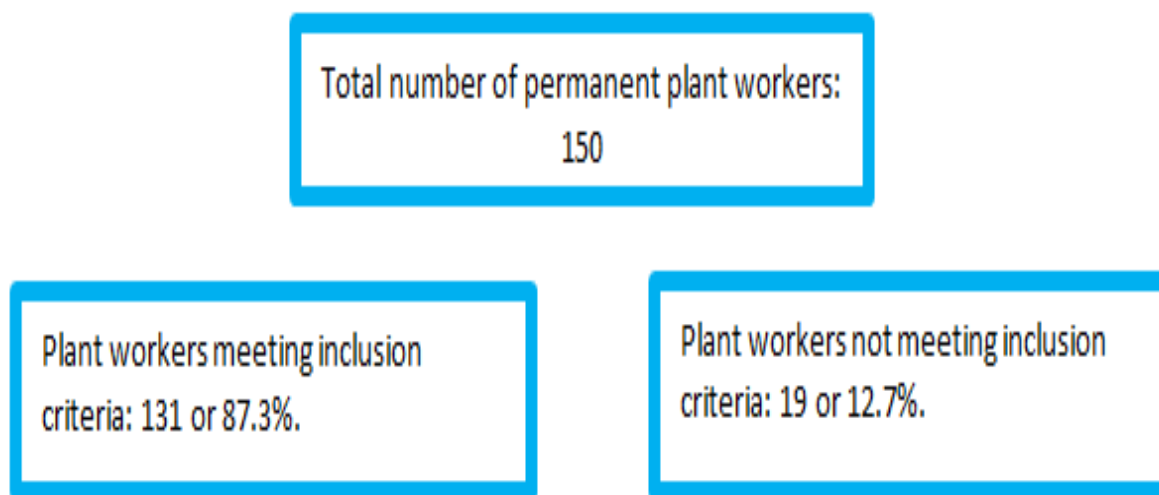 Total number of permanent plant workers:
150
Plant workers meeting inclusion
criteria: 131 or 87.3%.
Plant workers not meeting inclusion
criteria: 19 or 12.7%.